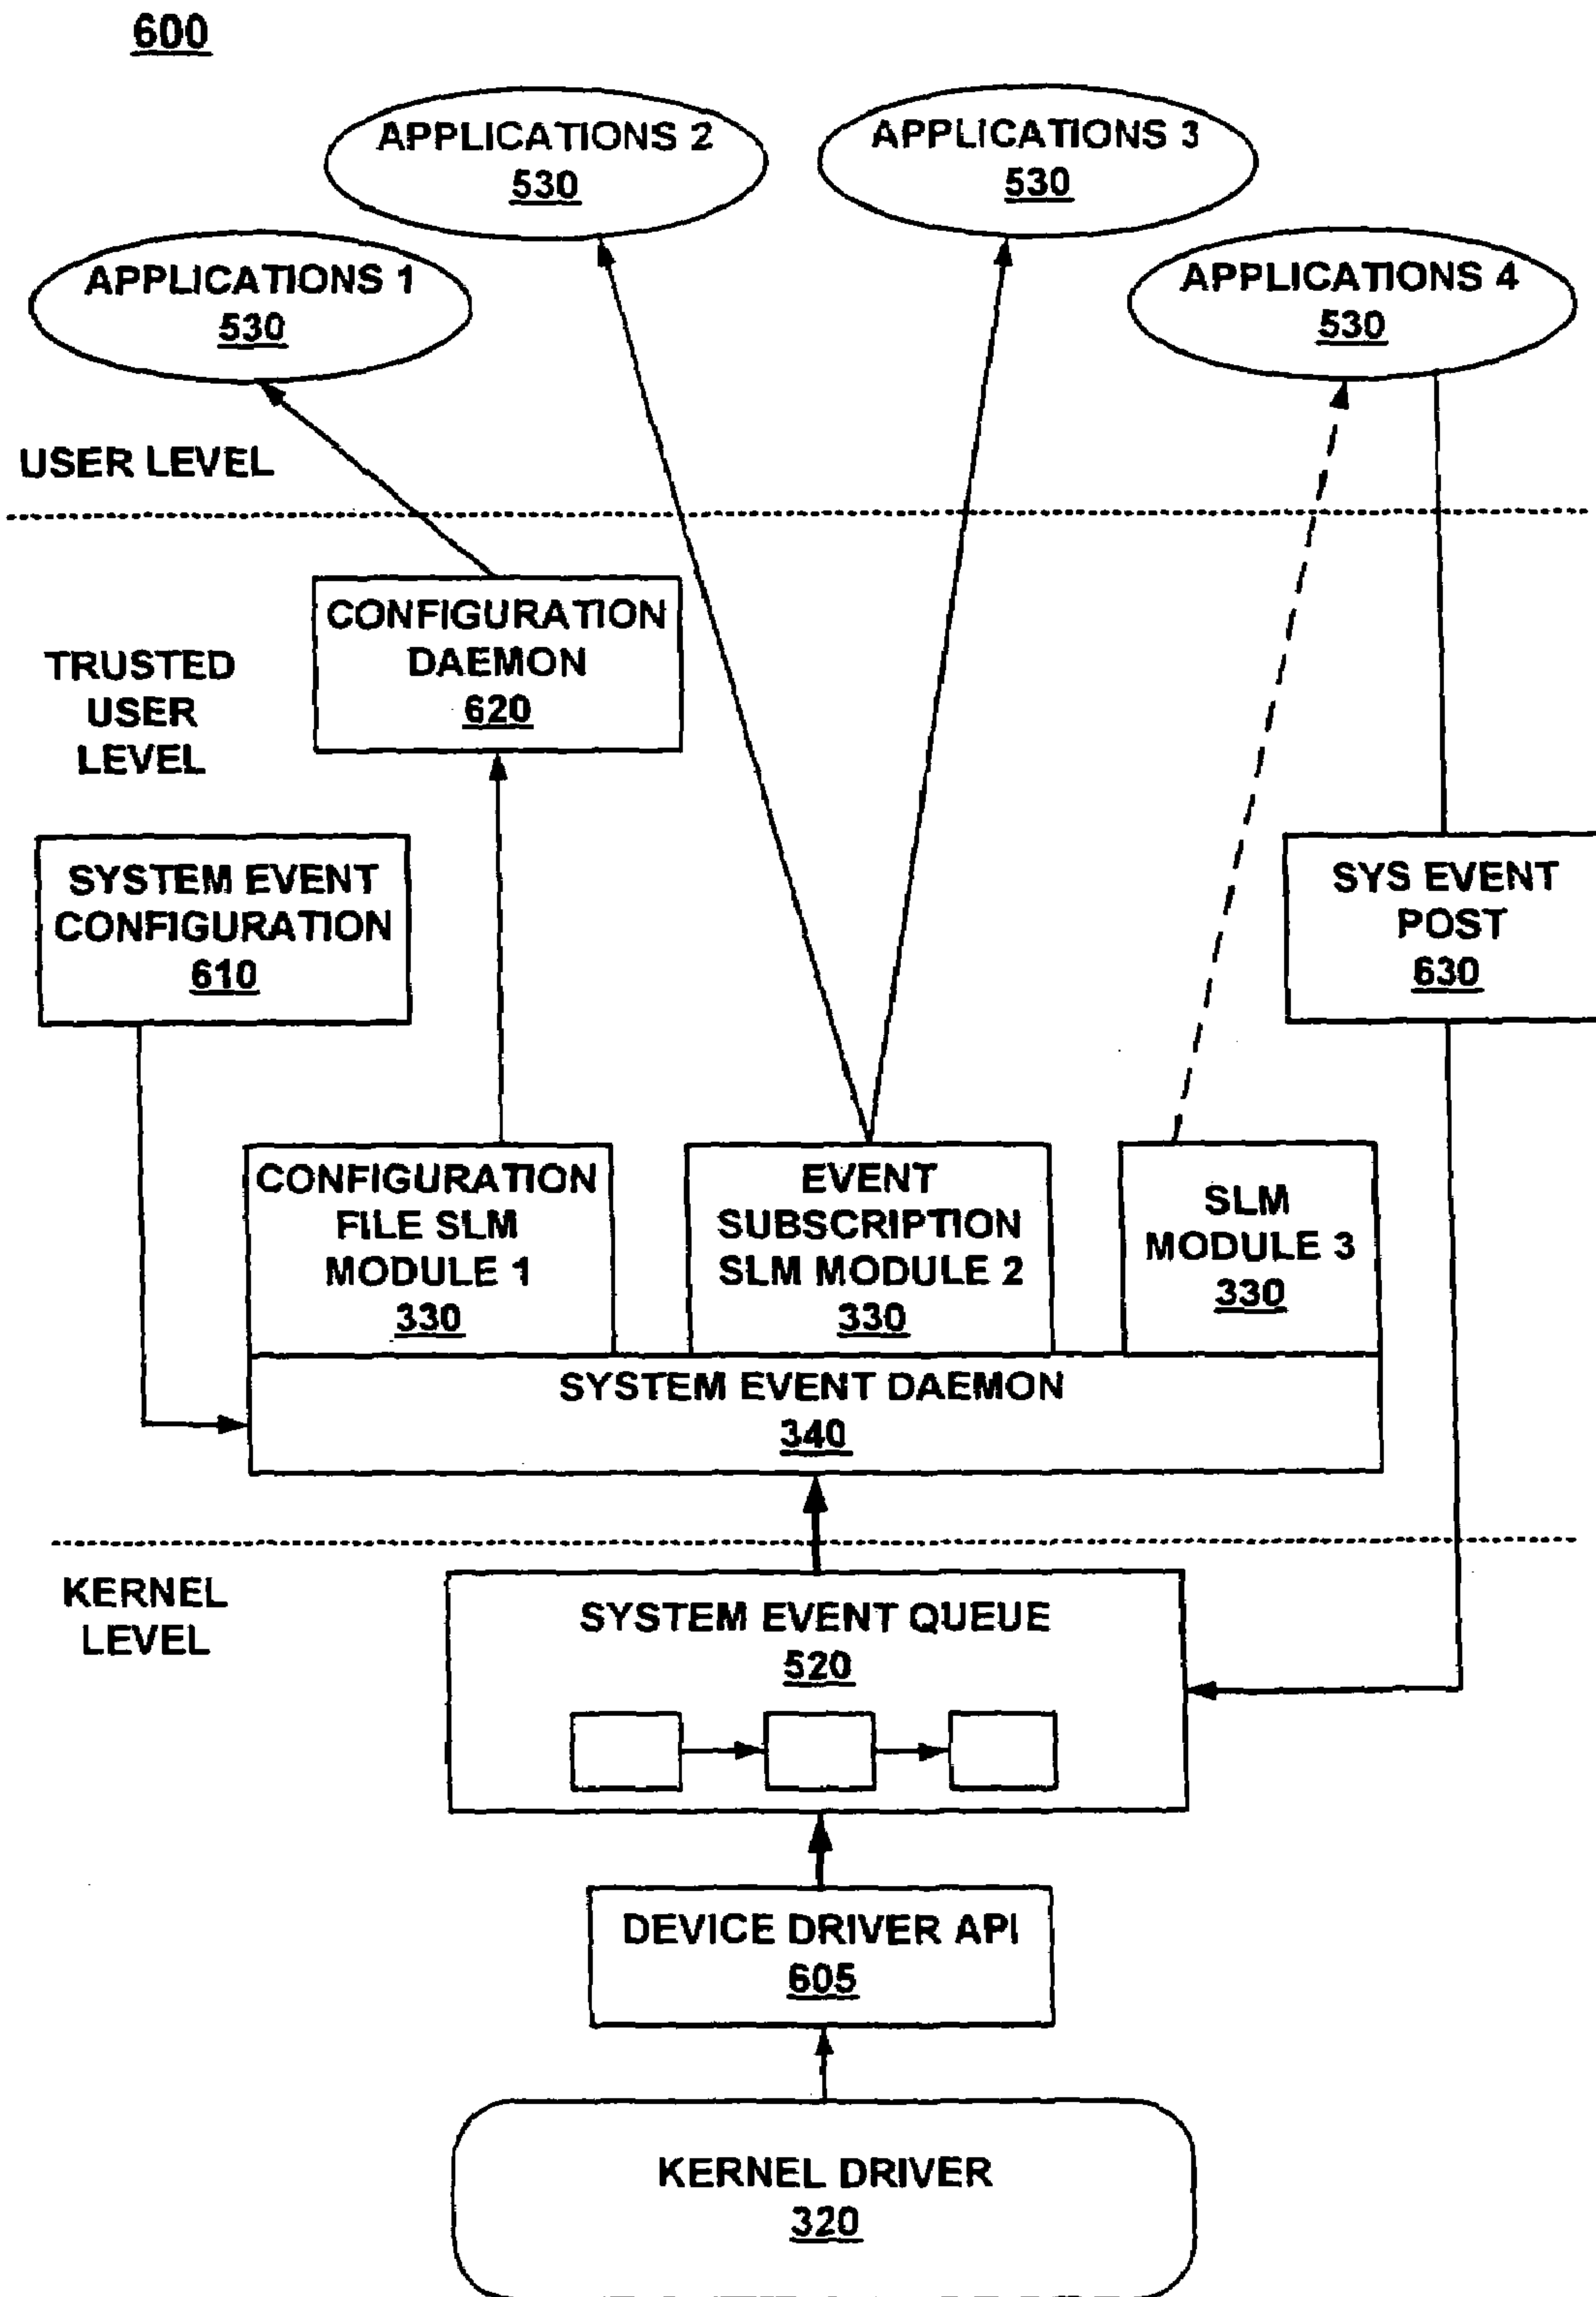 600
APPLICATIONS 2
530
APPLICATIONS 3
530
APPLICATIONS 1
530
APPLICATIONS 4
530
USER LEVEL
CONFIGURATION
DAEMON
620
TRUSTED
USER
LEVEL
SYSTEM EVENT
CONFIGURATION
610
SYS EVENT
POST
630
CONFIGURATION
FILE SLM
MODULE 1
330
EVENT
SUBSCRIPTION
SLM MODULE 2
330
SLM
MODULE 3
330
SYSTEM EVENT DAEMON
340
KERNEL
LEVEL
SYSTEM EVENT QUEUE
520
DEVICE DRIVER API
605
KERNEL DRIVER
320